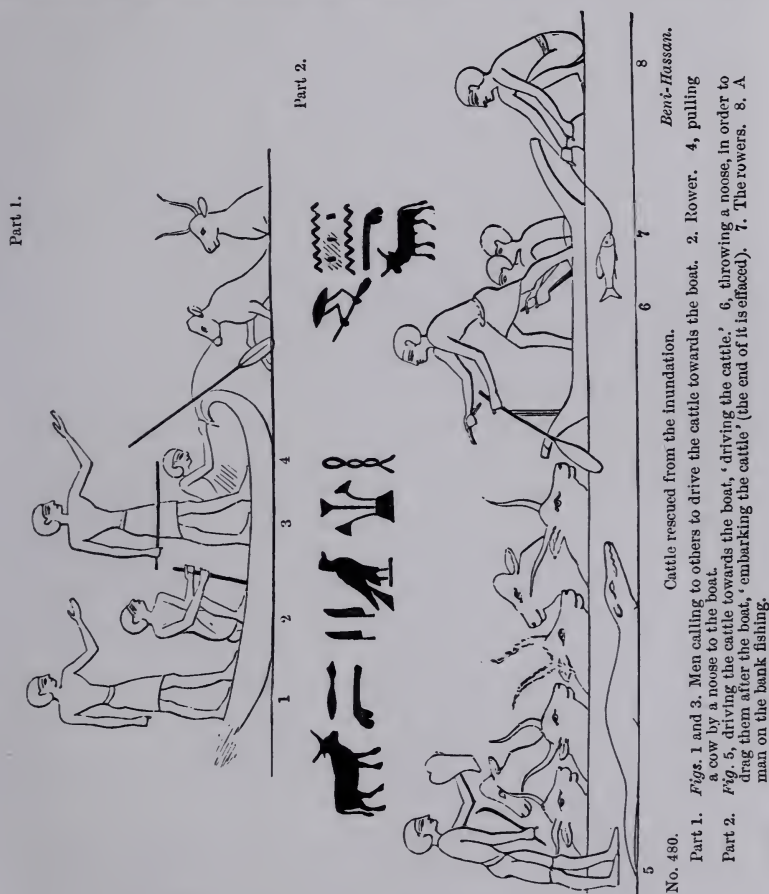 Part 1.
1 2 3 4
Part 2.
5 6 7 8
No. 480. Cattle rescued from the inundation. Beni-Hassan.
Part 1. Figs. 1 and 3. Men calling to others to drive the cattle towards the boat. 2. Rower. 4, pulling
a cow by a noose to the boat.
Part 2. Fig. 5, driving the cattle towards the boat, ‘driving the cattle.’ 6, throwing a noose, in order to
drag them after the boat, ‘embarking the cattle’ (the end of it is effaced). 7. The rowers. 8. A
man on the bank fishing.